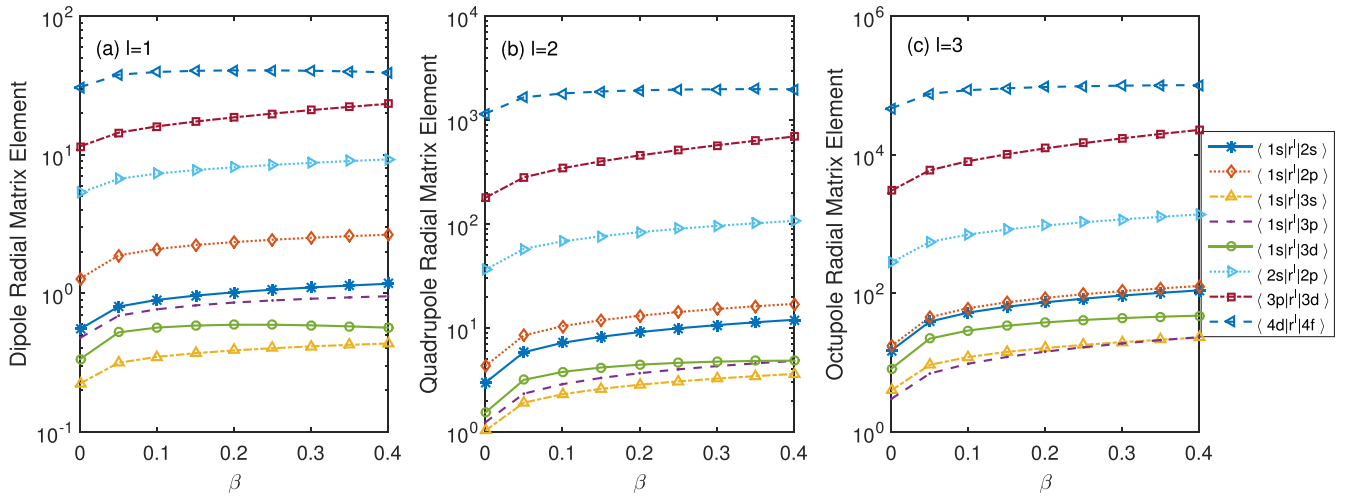 (a) l=1
Dipole Radial Matrix Element
10^2
10^1
10^0
10^-1
0 0.1 0.2 0.3 0.4
β
(b) l=2
Quadrupole Radial Matrix Element
10^4
10^3
10^2
10^1
10^0
0 0.1 0.2 0.3 0.4
β
(c) l=3
Octupole Radial Matrix Element
10^6
10^4
10^2
10^0
0 0.1 0.2 0.3 0.4
β
⟨ 1s|r^l|2s ⟩
⟨ 1s|r^l|2p ⟩
⟨ 1s|r^l|3s ⟩
⟨ 1s|r^l|3p ⟩
⟨ 1s|r^l|3d ⟩
⟨ 2s|r^l|2p ⟩
⟨ 3p|r^l|3d ⟩
⟨ 4d|r^l|4f ⟩